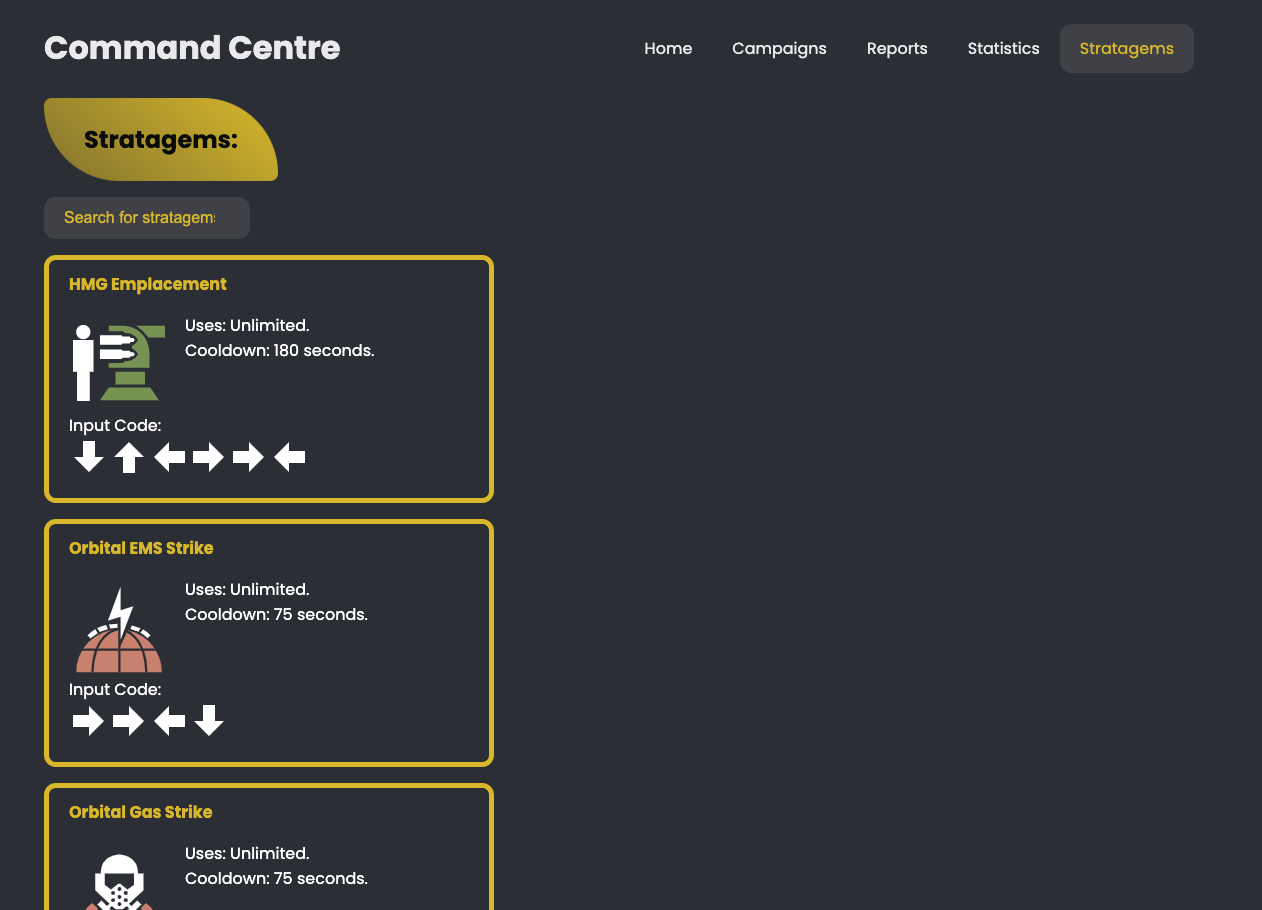 Command Centre
Home Campaigns Reports Statistics Stratagems
Stratagems:
Search for stratagem
HMG Emplacement
Uses: Unlimited.
Cooldown: 180 seconds.
Input Code:
Orbital EMS Strike
Uses: Unlimited.
Cooldown: 75 seconds.
Input Code:
Orbital Gas Strike
Uses: Unlimited.
Cooldown: 75 seconds.